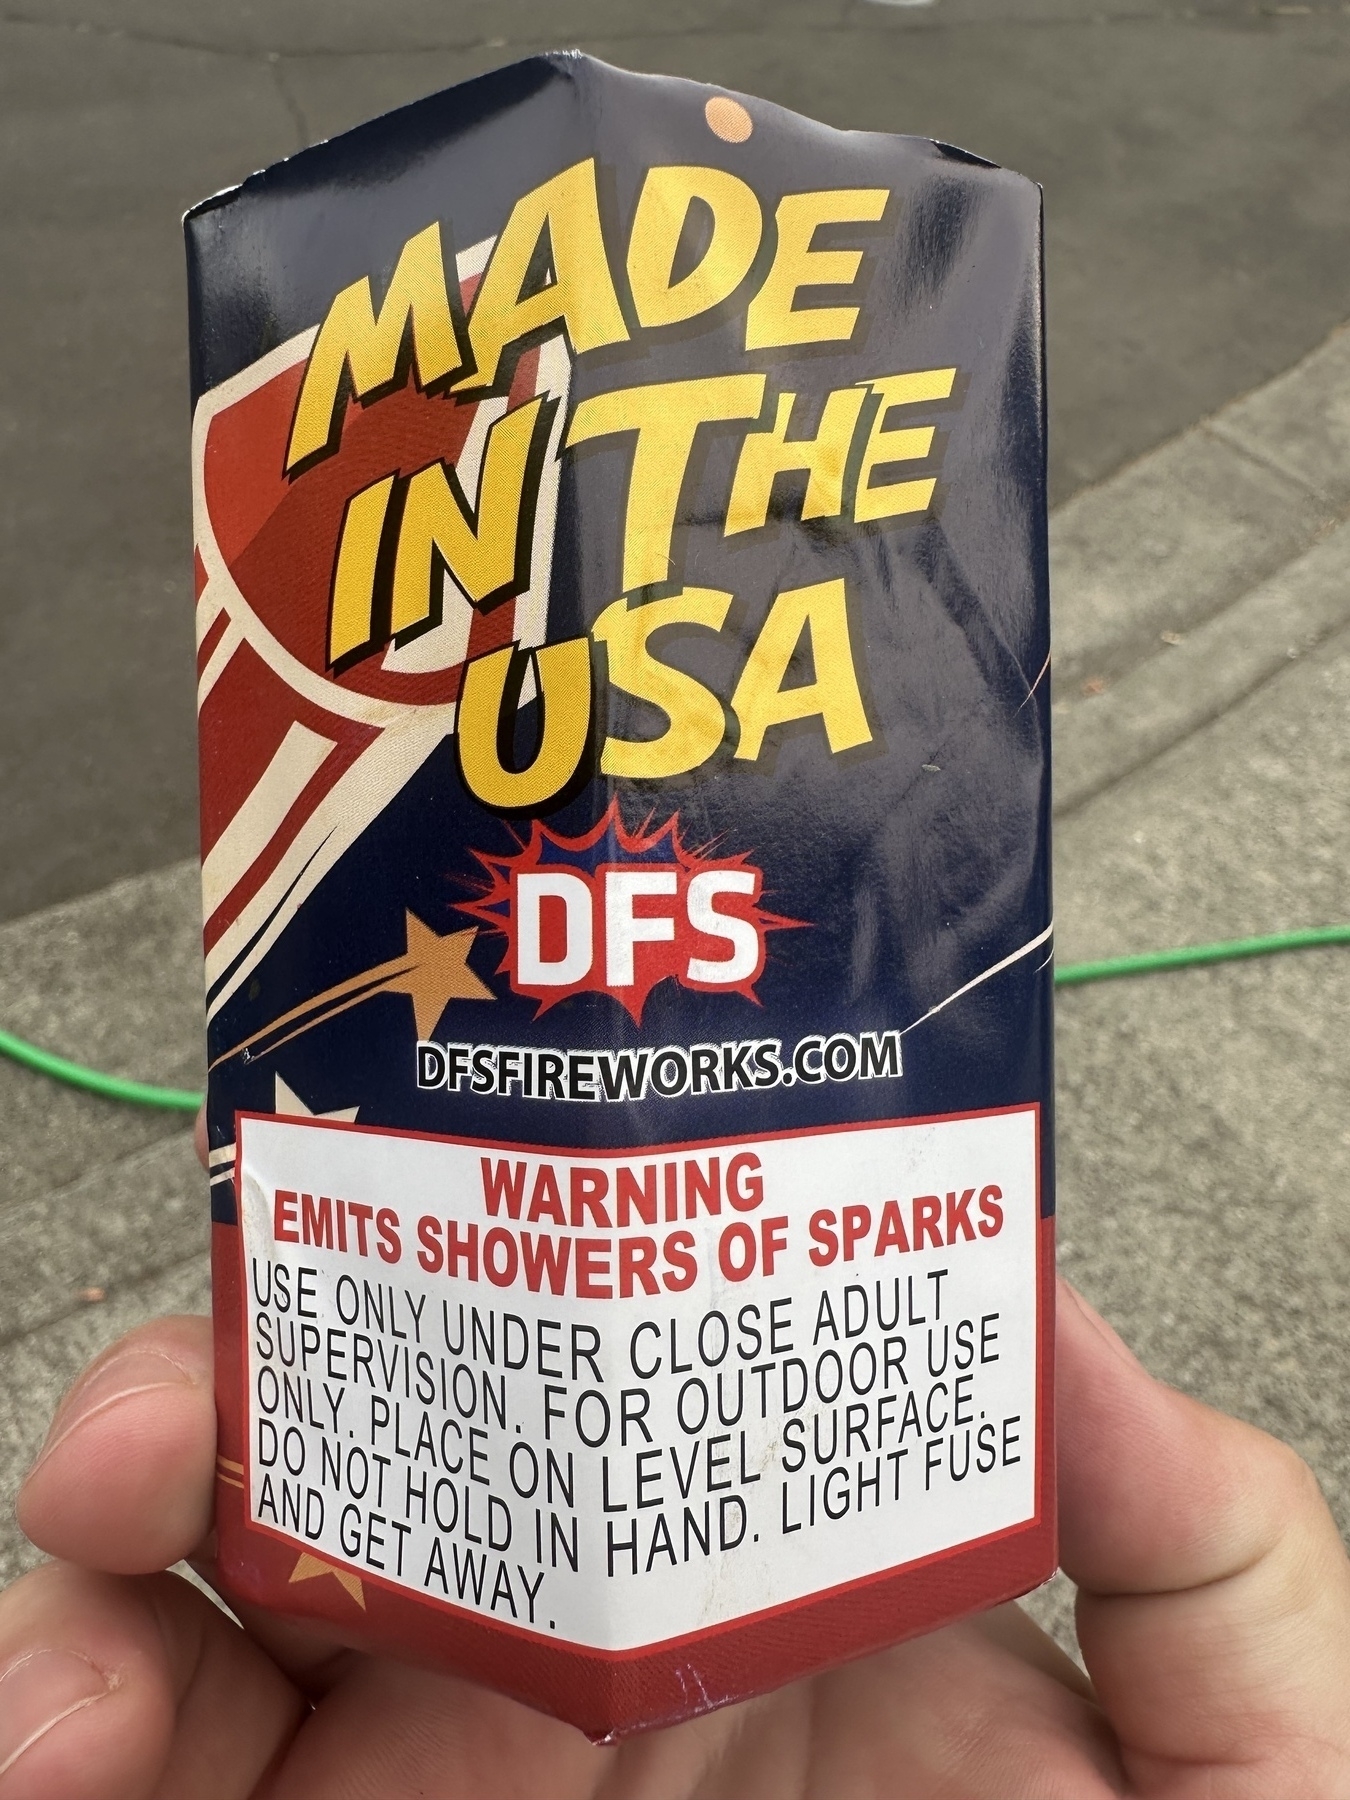 MADE
IN THE
USA
DFS
DFSFIREWORKS.COM
WARNING
EMITS SHOWERS OF SPARKS
USE ONLY UNDER CLOSE ADULT
SUPERVISION. FOR OUTDOOR USE
ONLY. PLACE ON LEVEL SURFACE.
DO NOT HOLD IN HAND. LIGHT FUSE
AND GET AWAY.